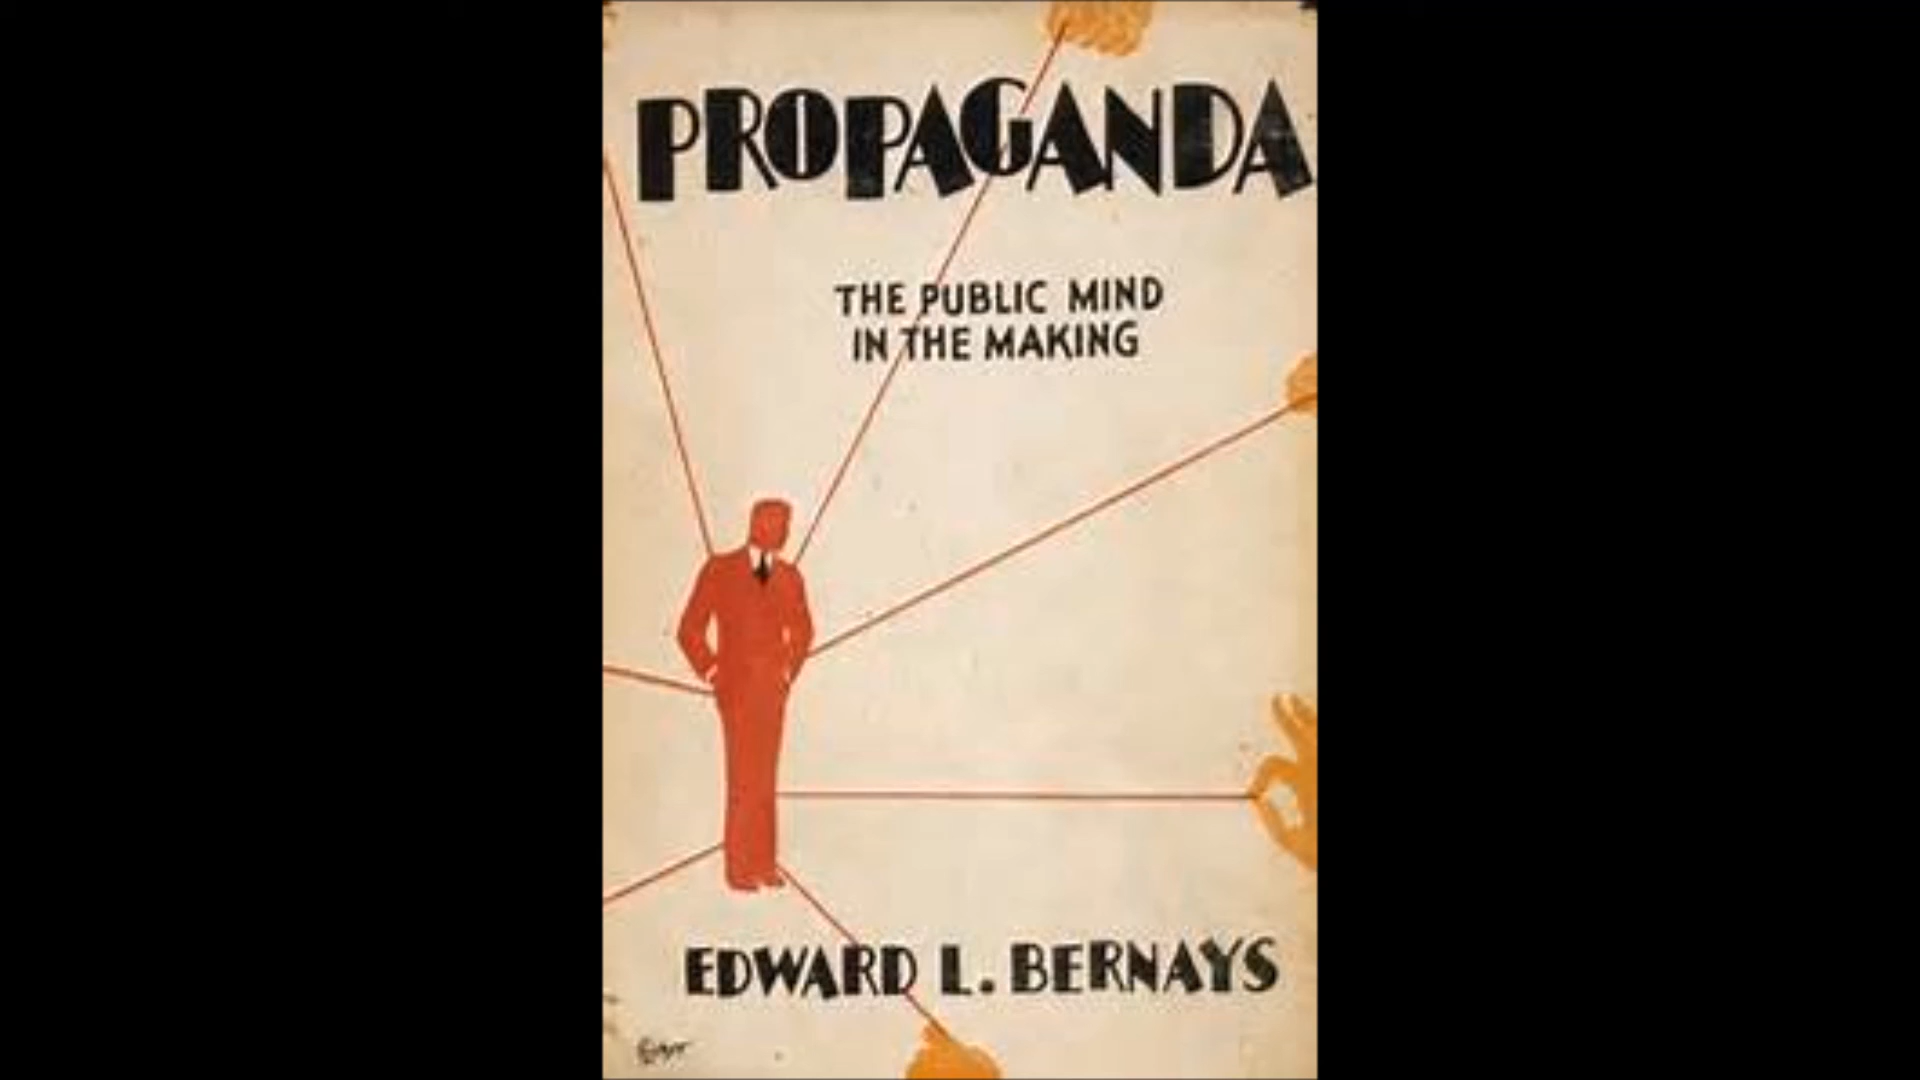 PROPAGANDA
THE PUBLIC MIND
IN THE MAKING
EDWARD L. BERNAYS